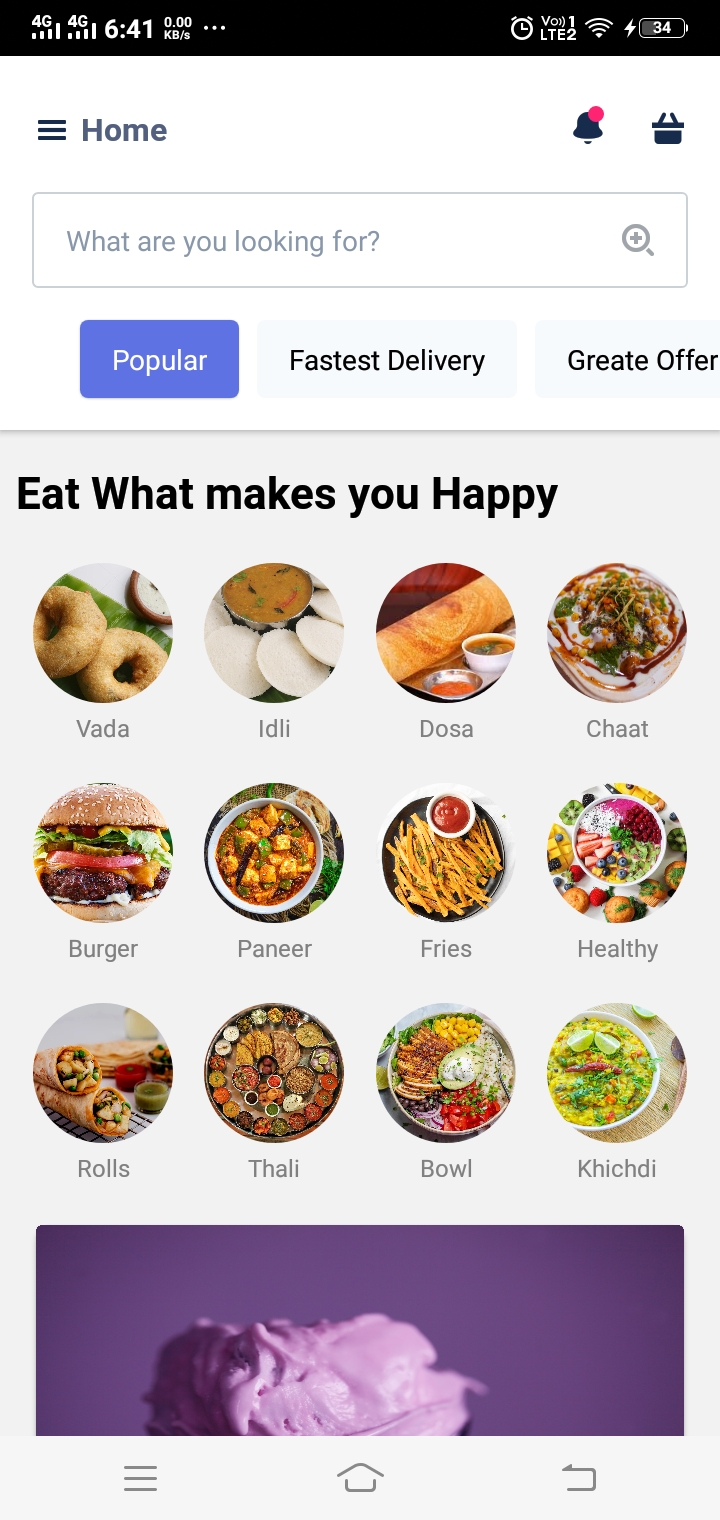 4G 4G 6:41 0.00 KB/s ... Vo)) 1 LTE2 34
Home
What are you looking for?
Popular Fastest Delivery Greate Offer
Eat What makes you Happy
Vada Idli Dosa Chaat
Burger Paneer Fries Healthy
Rolls Thali Bowl Khichdi